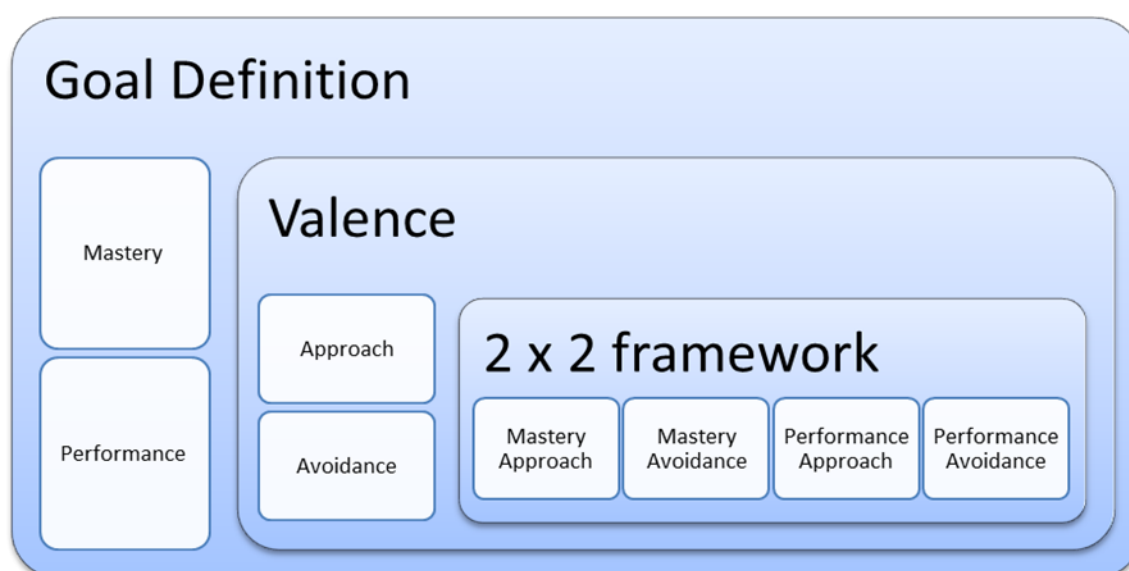 Goal Definition
Mastery
Performance
Valence
Approach
Avoidance
2 x 2 framework
Mastery
Approach
Mastery
Avoidance
Performance
Approach
Performance
Avoidance